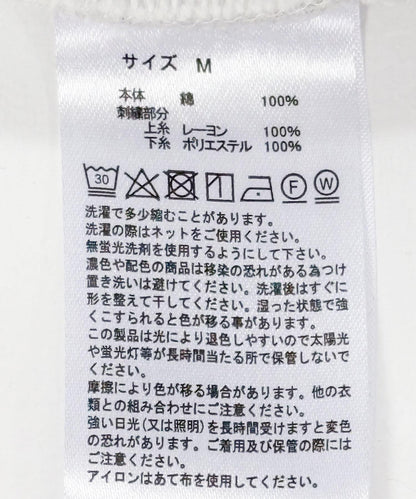 サイズ M
本体 綿 100%
刺繍部分
上糸 レーヨン 100%
下糸 ポリエステル 100%
30 F W
洗濯で多少縮むことがあります。
洗濯の際はネットをご使用ください。
無蛍光洗剤を使用するようにして下さい。
濃色や配色の商品は移染の恐れがある為つけ
置き洗いは避けてください。洗濯後はすぐに
形を整えて干してください。湿った状態で強
くこすられると色が移る事があります。
この製品は光により退色しやすいので太陽光
や蛍光灯等が長時間当たる所で保管しないで
ください。
摩擦により色が移る場合があります。他の衣
類との組み合わせにご注意ください。
強い日光(又は照明)を長時間受けますと変色
の恐れがあります。ご着用及び保管の際には
ご注意ください。
アイロンはあて布を使用してください。